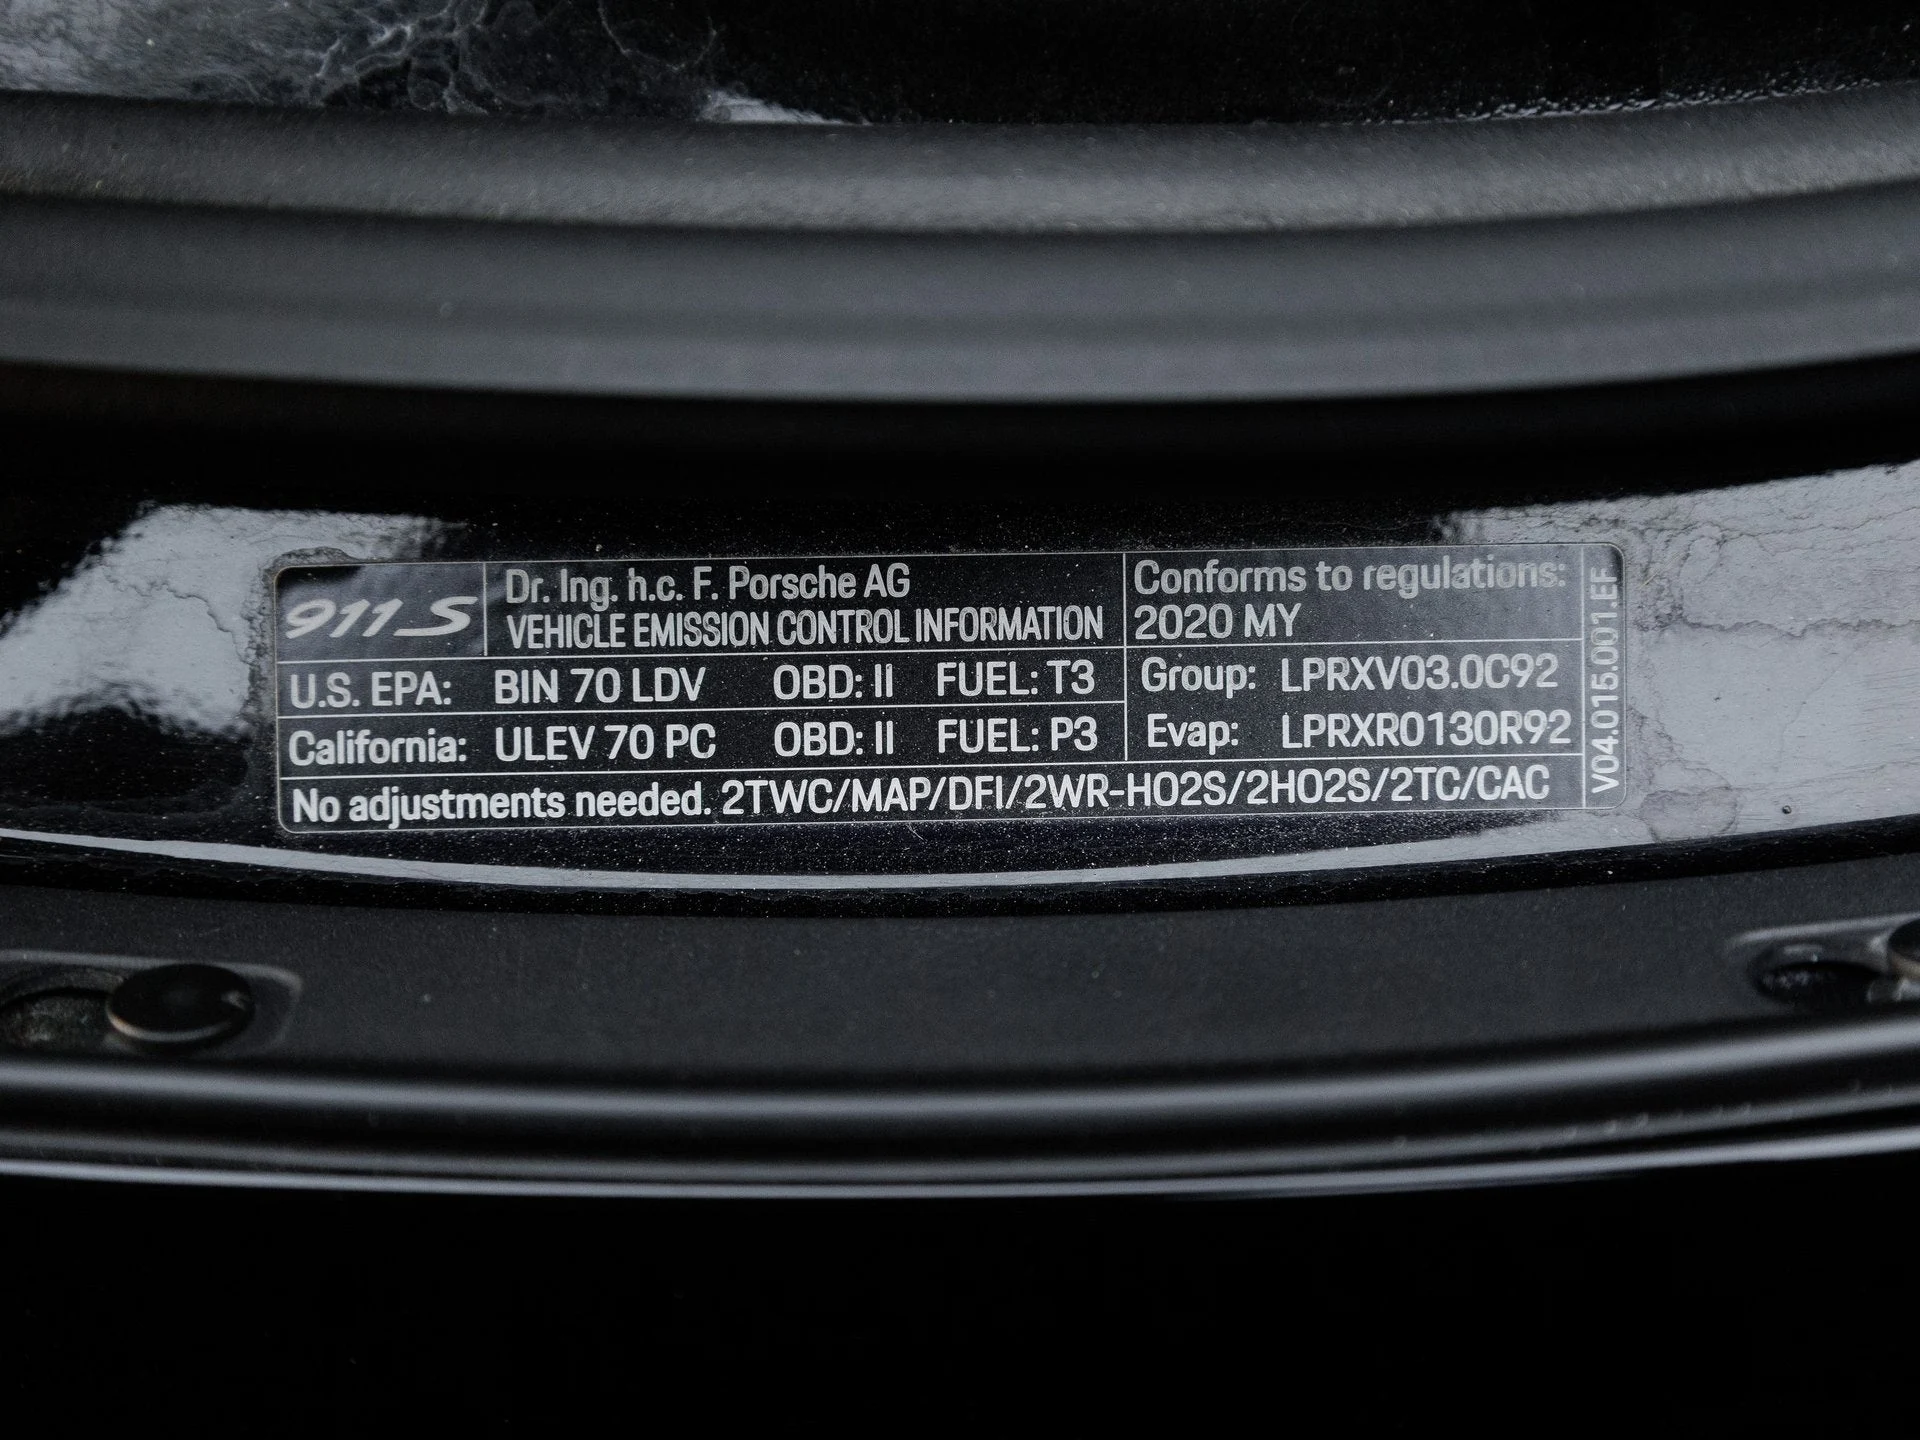 911 S
Dr. Ing. h.c. F. Porsche AG
VEHICLE EMISSION CONTROL INFORMATION
Conforms to regulations:
2020 MY
U.S. EPA: BIN 70 LDV OBD: II FUEL: T3
California: ULEV 70 PC OBD: II FUEL: P3
Group: LPRXV03.0C92
Evap: LPRXR0130R92
No adjustments needed. 2TWC/MAP/DFI/2WR-HO2S/2HO2S/2TC/CAC
V04.015.001.EF